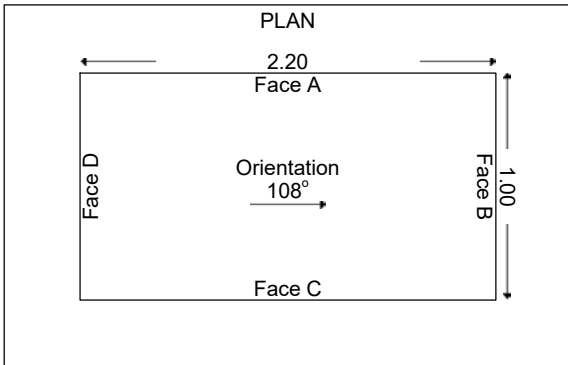 PLAN
2.20
Face A
Face D
Orientation
108°
Face B
1.00
Face C